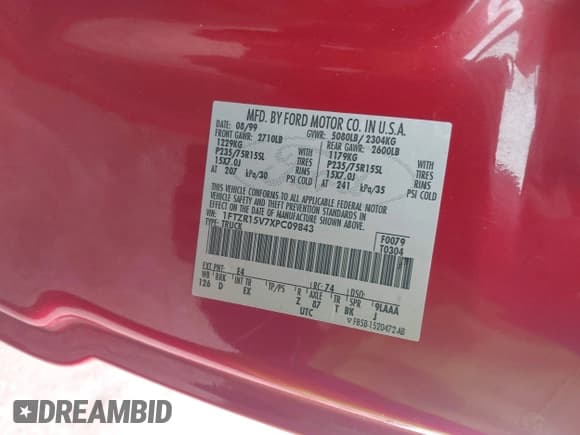 MFD. BY FORD MOTOR CO. IN U.S.A.
DATE: 08/99 GVWR: 5080LB/ 2304KG
FRONT GAWR: 2710LB REAR GAWR: 2600LB
1229KG WITH 1179KG WITH
P235/75R15SL TIRES P235/75R15SL TIRES
15X7.0J RIMS 15X7.0J RIMS
AT 207 kPa/30 PSI COLD AT 241 kPa/35 PSI COLD
THIS VEHICLE CONFORMS TO ALL APPLICABLE FEDERAL MOTOR
VEHICLE SAFETY AND THEFT PREVENTION STANDARDS IN
EFFECT ON THE DATE OF MANUFACTURE SHOWN ABOVE.
VIN: 1FTZR15V7XPC09843 F0079
TYPE: TRUCK T0304
EXT. PNT: E4 RC: 74 DSO:
WB BRK INT TR TP/PS R AXLE TR SPR 9LAAA
126 D EX Z 87 T BK J
UTC
F85B-1520472-AB
DREAMBID